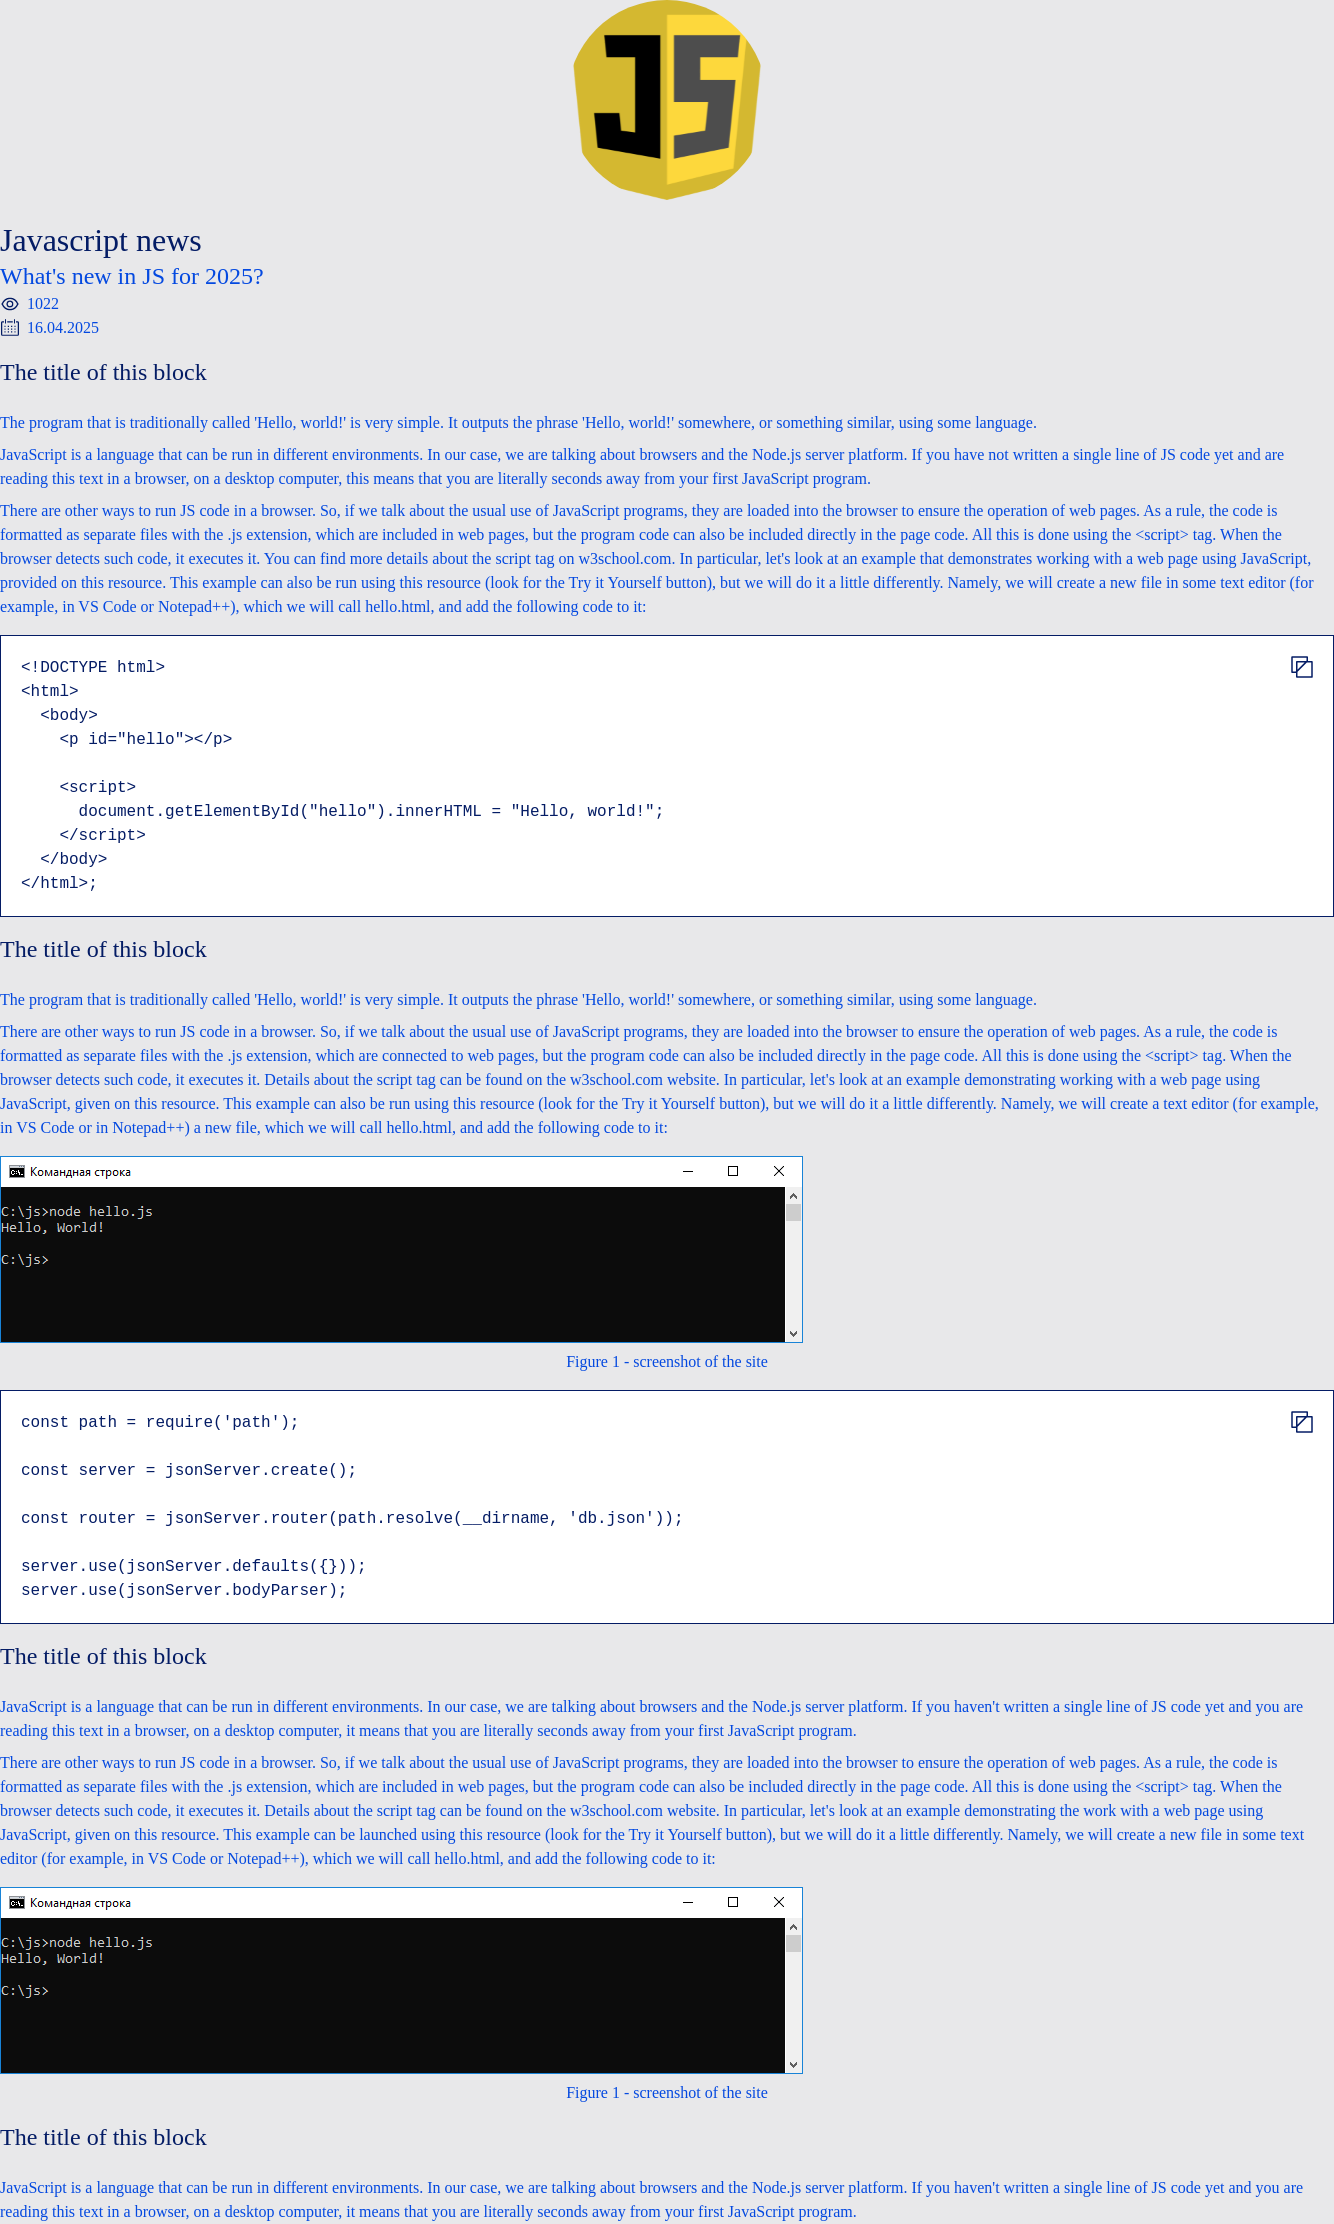 JS
Javascript news
What's new in JS for 2025?
1022
16.04.2025
The title of this block
The program that is traditionally called 'Hello, world!' is very simple. It outputs the phrase 'Hello, world!' somewhere, or something similar, using some language.
JavaScript is a language that can be run in different environments. In our case, we are talking about browsers and the Node.js server platform. If you have not written a single line of JS code yet and are
reading this text in a browser, on a desktop computer, this means that you are literally seconds away from your first JavaScript program.
There are other ways to run JS code in a browser. So, if we talk about the usual use of JavaScript programs, they are loaded into the browser to ensure the operation of web pages. As a rule, the code is
formatted as separate files with the .js extension, which are included in web pages, but the program code can also be included directly in the page code. All this is done using the <script> tag. When the
browser detects such code, it executes it. You can find more details about the script tag on w3school.com. In particular, let's look at an example that demonstrates working with a web page using JavaScript,
provided on this resource. This example can also be run using this resource (look for the Try it Yourself button), but we will do it a little differently. Namely, we will create a new file in some text editor (for
example, in VS Code or Notepad++), which we will call hello.html, and add the following code to it:
<!DOCTYPE html>
<html>
  <body>
    <p id="hello"></p>
    <script>
      document.getElementById("hello").innerHTML = "Hello, world!";
    </script>
  </body>
</html>;
The title of this block
The program that is traditionally called 'Hello, world!' is very simple. It outputs the phrase 'Hello, world!' somewhere, or something similar, using some language.
There are other ways to run JS code in a browser. So, if we talk about the usual use of JavaScript programs, they are loaded into the browser to ensure the operation of web pages. As a rule, the code is
formatted as separate files with the .js extension, which are connected to web pages, but the program code can also be included directly in the page code. All this is done using the <script> tag. When the
browser detects such code, it executes it. Details about the script tag can be found on the w3school.com website. In particular, let's look at an example demonstrating working with a web page using
JavaScript, given on this resource. This example can also be run using this resource (look for the Try it Yourself button), but we will do it a little differently. Namely, we will create a text editor (for example,
in VS Code or in Notepad++) a new file, which we will call hello.html, and add the following code to it:
Командная строка
C:\js>node hello.js
Hello, World!
C:\js>
Figure 1 - screenshot of the site
const path = require('path');
const server = jsonServer.create();
const router = jsonServer.router(path.resolve(__dirname, 'db.json'));
server.use(jsonServer.defaults({}));
server.use(jsonServer.bodyParser);
The title of this block
JavaScript is a language that can be run in different environments. In our case, we are talking about browsers and the Node.js server platform. If you haven't written a single line of JS code yet and you are
reading this text in a browser, on a desktop computer, it means that you are literally seconds away from your first JavaScript program.
There are other ways to run JS code in a browser. So, if we talk about the usual use of JavaScript programs, they are loaded into the browser to ensure the operation of web pages. As a rule, the code is
formatted as separate files with the .js extension, which are included in web pages, but the program code can also be included directly in the page code. All this is done using the <script> tag. When the
browser detects such code, it executes it. Details about the script tag can be found on the w3school.com website. In particular, let's look at an example demonstrating the work with a web page using
JavaScript, given on this resource. This example can be launched using this resource (look for the Try it Yourself button), but we will do it a little differently. Namely, we will create a new file in some text
editor (for example, in VS Code or Notepad++), which we will call hello.html, and add the following code to it:
Командная строка
C:\js>node hello.js
Hello, World!
C:\js>
Figure 1 - screenshot of the site
The title of this block
JavaScript is a language that can be run in different environments. In our case, we are talking about browsers and the Node.js server platform. If you haven't written a single line of JS code yet and you are
reading this text in a browser, on a desktop computer, it means that you are literally seconds away from your first JavaScript program.